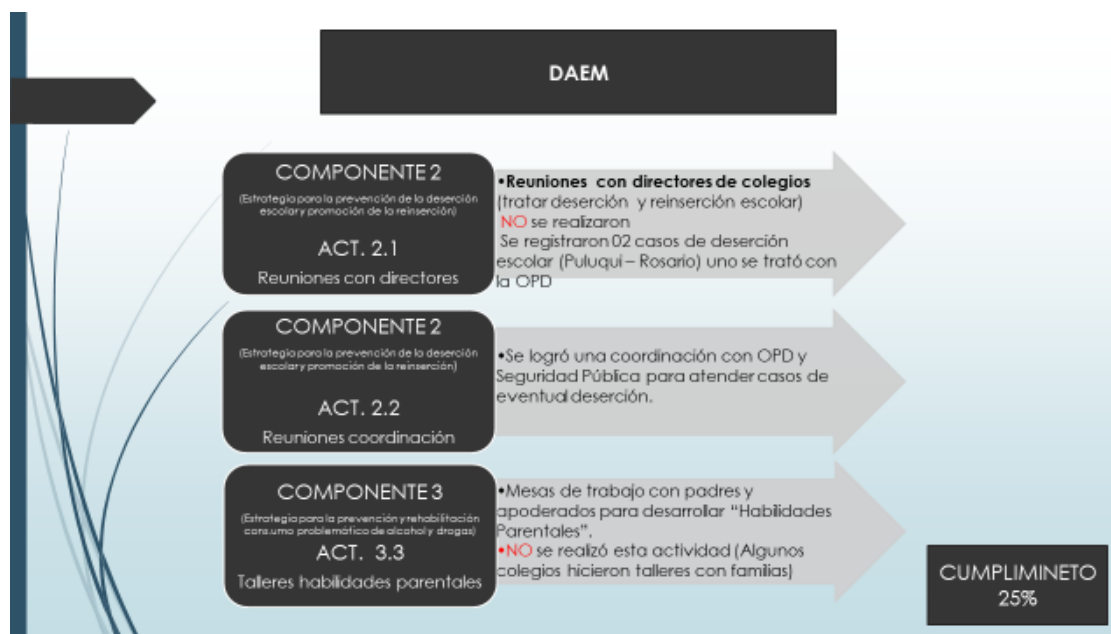 DAEM
COMPONENTE 2
(Estrategia para la prevención de la deserción
escolar y promoción de la reinserción)
ACT. 2.1
Reuniones con directores
•Reuniones con directores de colegios
(tratar deserción y reinserción escolar)
NO se realizaron
Se registraron 02 casos de deserción
escolar (Puluqui – Rosario) uno se trató con
la OPD
COMPONENTE 2
(Estrategia para la prevención de la deserción
escolar y promoción de la reinserción)
ACT. 2.2
Reuniones coordinación
•Se logró una coordinación con OPD y
Seguridad Pública para atender casos de
eventual deserción.
COMPONENTE 3
(Estrategia para la prevención y rehabilitación
consumo problemático de alcohol y drogas)
ACT. 3.3
Talleres habilidades parentales
•Mesas de trabajo con padres y
apoderados para desarrollar “Habilidades
Parentales”.
•NO se realizó esta actividad (Algunos
colegios hicieron talleres con familias)
CUMPLIMINETO
25%